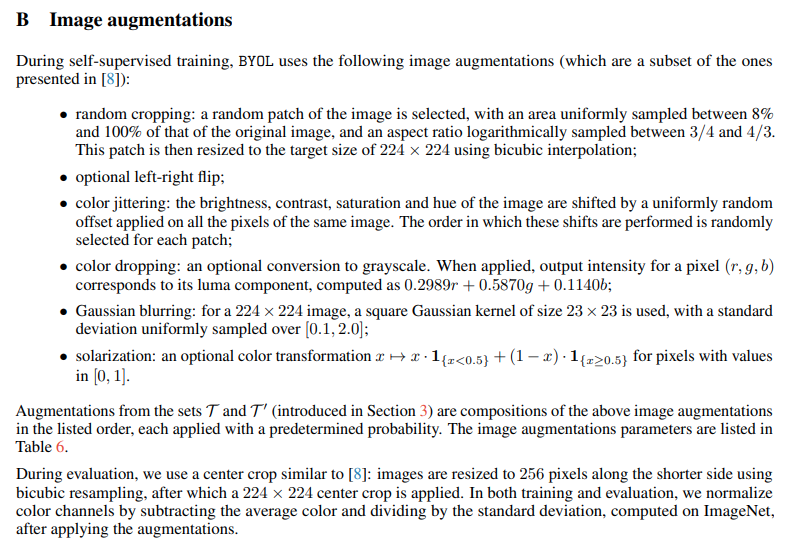 B Image augmentations
During self-supervised training, BYOL uses the following image augmentations (which are a subset of the ones
presented in [8]):
• random cropping: a random patch of the image is selected, with an area uniformly sampled between 8%
and 100% of that of the original image, and an aspect ratio logarithmically sampled between 3/4 and 4/3.
This patch is then resized to the target size of 224 × 224 using bicubic interpolation;
• optional left-right flip;
• color jittering: the brightness, contrast, saturation and hue of the image are shifted by a uniformly random
offset applied on all the pixels of the same image. The order in which these shifts are performed is randomly
selected for each patch;
• color dropping: an optional conversion to grayscale. When applied, output intensity for a pixel (r, g, b)
corresponds to its luma component, computed as 0.2989r + 0.5870g + 0.1140b;
• Gaussian blurring: for a 224 × 224 image, a square Gaussian kernel of size 23 × 23 is used, with a standard
deviation uniformly sampled over [0.1, 2.0];
• solarization: an optional color transformation x ↦ x · 1{x<0.5} + (1 − x) · 1{x≥0.5} for pixels with values
in [0, 1].
Augmentations from the sets 𝒯 and 𝒯′ (introduced in Section 3) are compositions of the above image augmentations
in the listed order, each applied with a predetermined probability. The image augmentations parameters are listed in
Table 6.
During evaluation, we use a center crop similar to [8]: images are resized to 256 pixels along the shorter side using
bicubic resampling, after which a 224 × 224 center crop is applied. In both training and evaluation, we normalize
color channels by subtracting the average color and dividing by the standard deviation, computed on ImageNet,
after applying the augmentations.